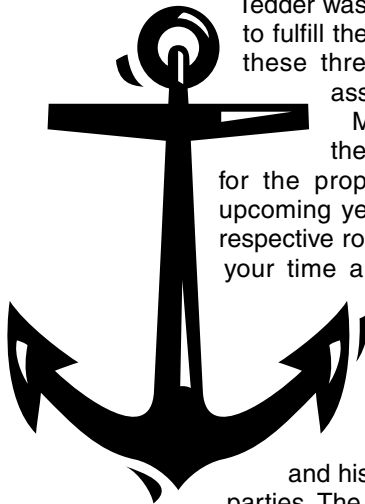 Tedder was
to fulfill the
these thre
ass
M
the
for the prop
upcoming ye
respective ro
your time a
and his
parties. The